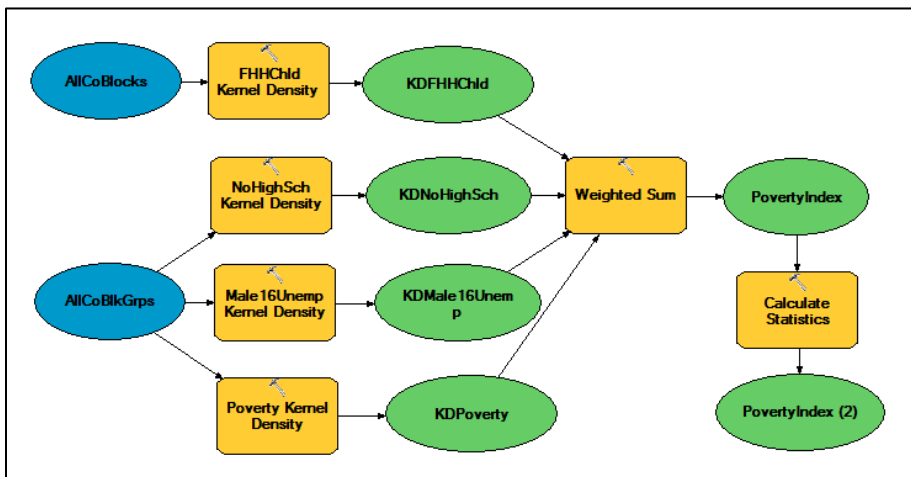 AllCoBlocks
FHHChld
Kernel Density
KDFHHChld
NoHighSch
Kernel Density
KDNoHighSch
Weighted Sum
PovertyIndex
AllCoBlkGrps
Male16Unemp
Kernel Density
KDMale16Unem
p
Calculate
Statistics
Poverty Kernel
Density
KDPoverty
PovertyIndex (2)